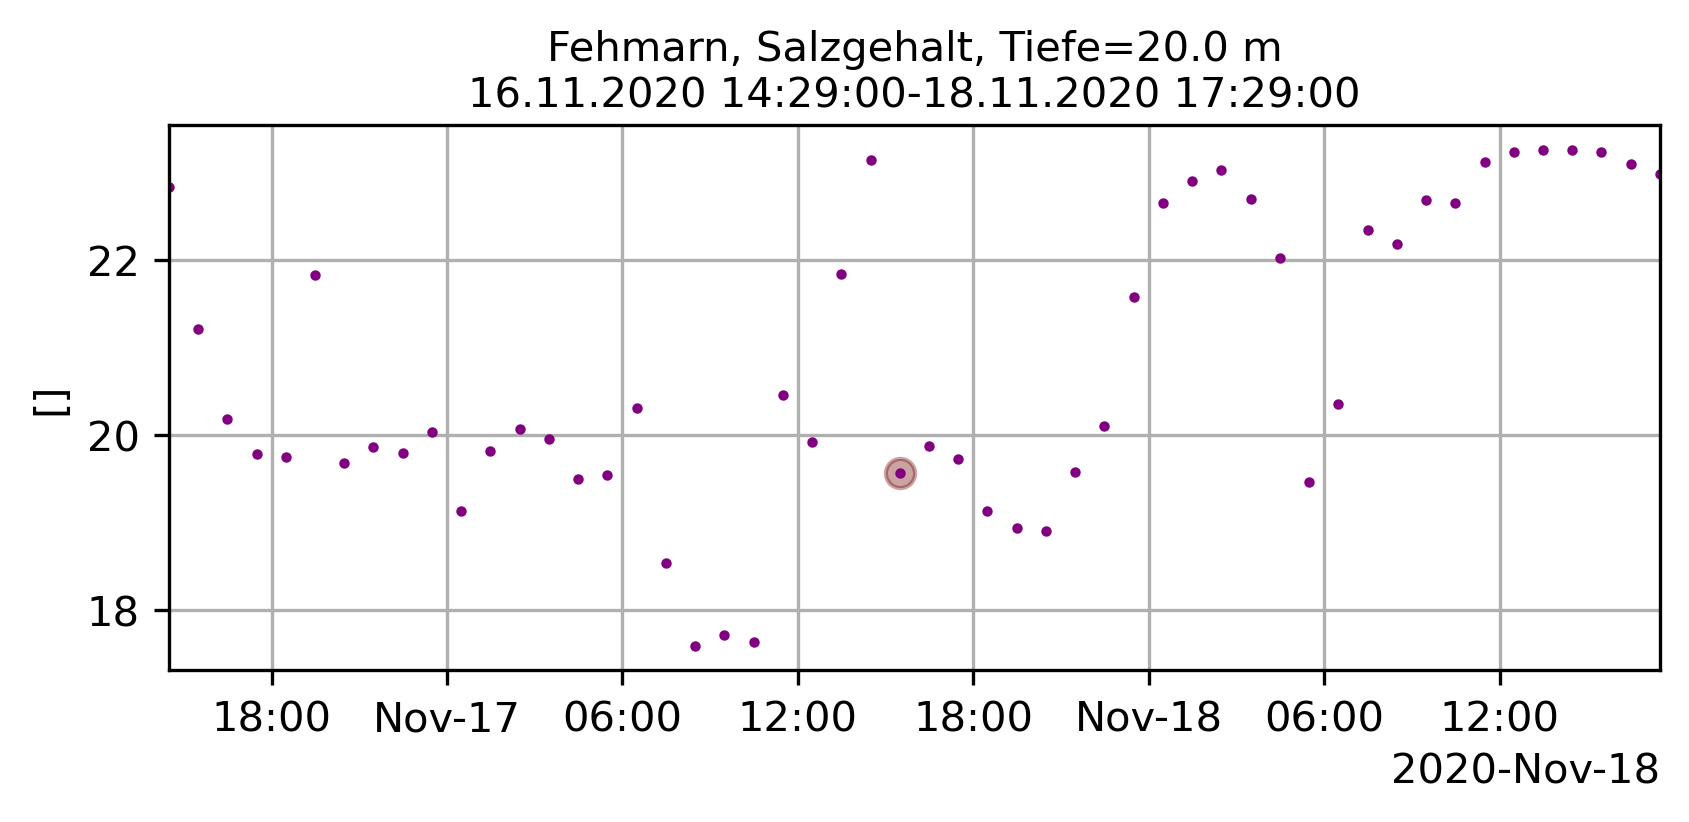 Fehmarn, Salzgehalt, Tiefe=20.0 m
16.11.2020 14:29:00-18.11.2020 17:29:00
[]
22
20
18
18:00 Nov-17 06:00 12:00 18:00 Nov-18 06:00 12:00
2020-Nov-18